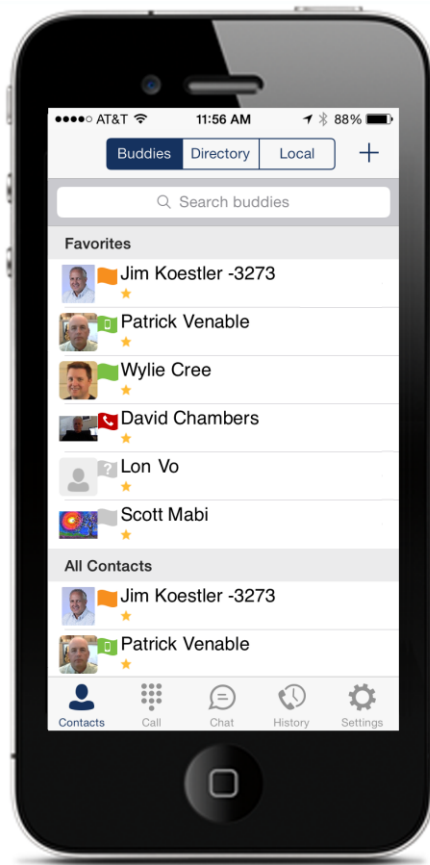 AT&T 11:56 AM 88%
Buddies Directory Local +
Search buddies
Favorites
Jim Koestler -3273
Patrick Venable
Wylie Cree
David Chambers
? Lon Vo
Scott Mabi
All Contacts
Jim Koestler -3273
Patrick Venable
Contacts Call Chat History Settings